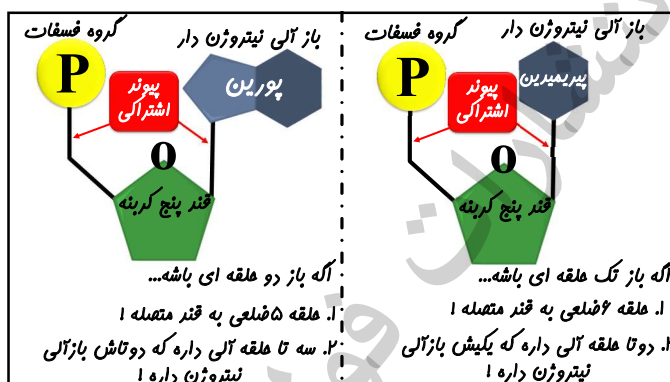 باز آلی نیتروژن دار
گروه فسفات
P
پورین
پیوند
اشتراکی
O
قند پنج کربنه
اگه باز دو حلقه ای باشه...
۱. حلقه ۵ضلعی به قند متصله !
۲. سه تا حلقه آلی داره که دوتاش بازآلی
نیتروژن داره !
باز آلی نیتروژن دار
گروه فسفات
P
پیریمیدین
پیوند
اشتراکی
O
قند پنج کربنه
اگه باز تک حلقه ای باشه...
۱. حلقه ۶ضلعی به قند متصله !
۲. دوتا حلقه آلی داره که یکیش بازآلی
نیتروژن داره !